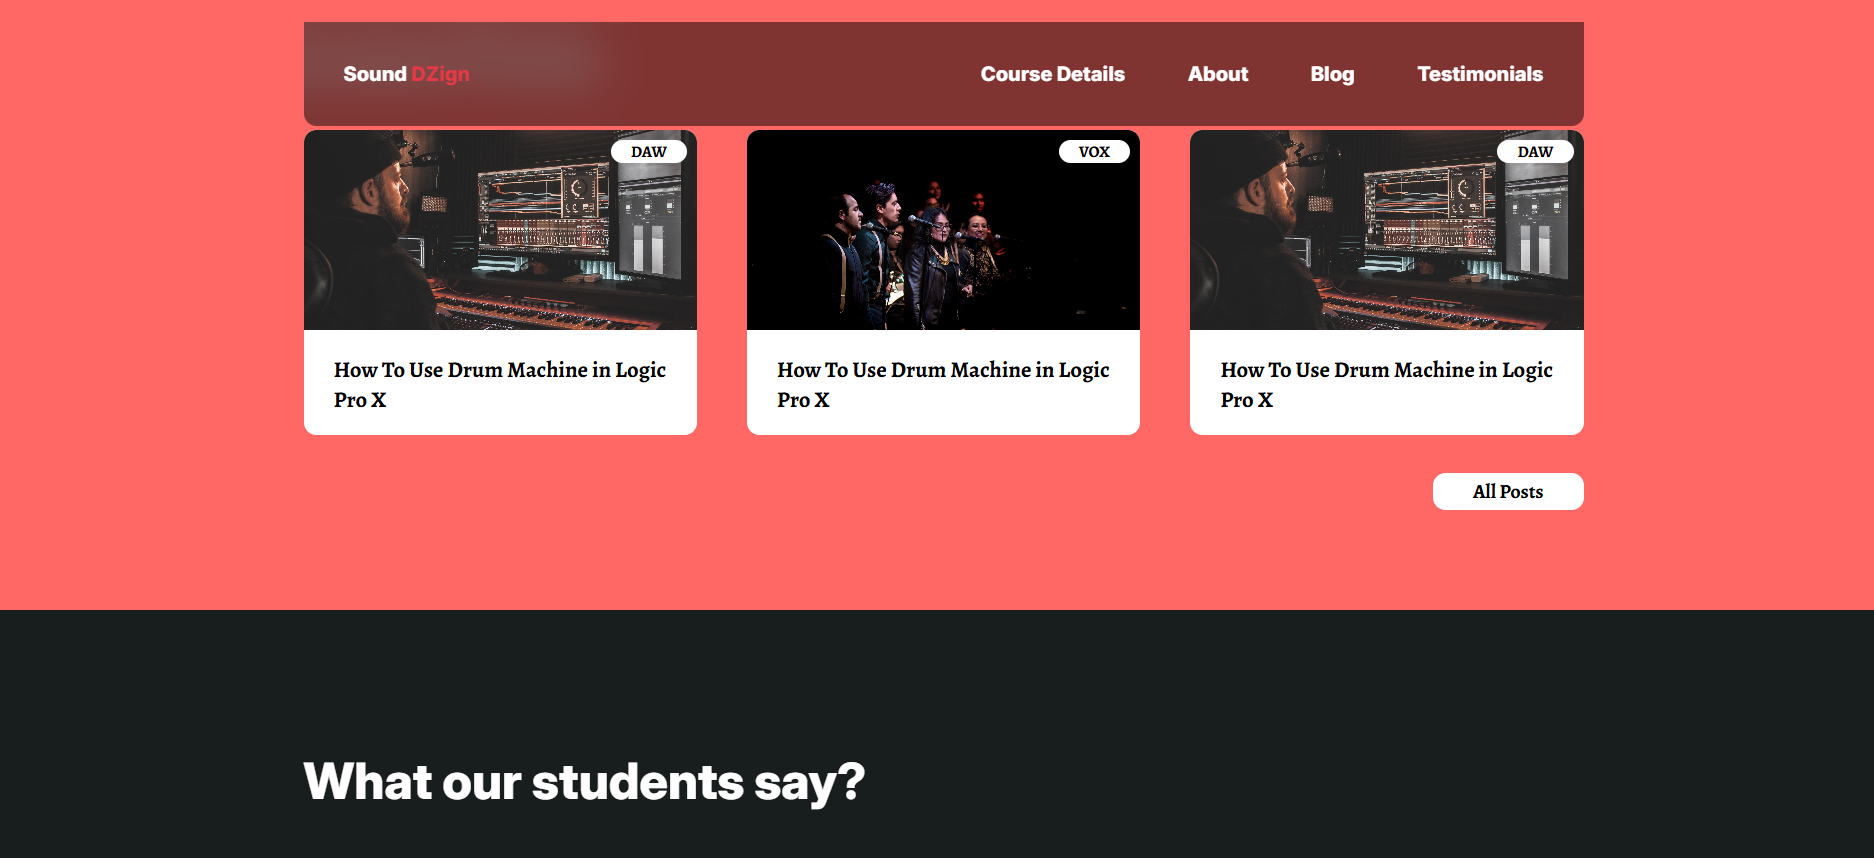 Sound DZign
Course Details
About
Blog
Testimonials
DAW
VOX
DAW
How To Use Drum Machine in Logic
Pro X
How To Use Drum Machine in Logic
Pro X
How To Use Drum Machine in Logic
Pro X
All Posts
What our students say?